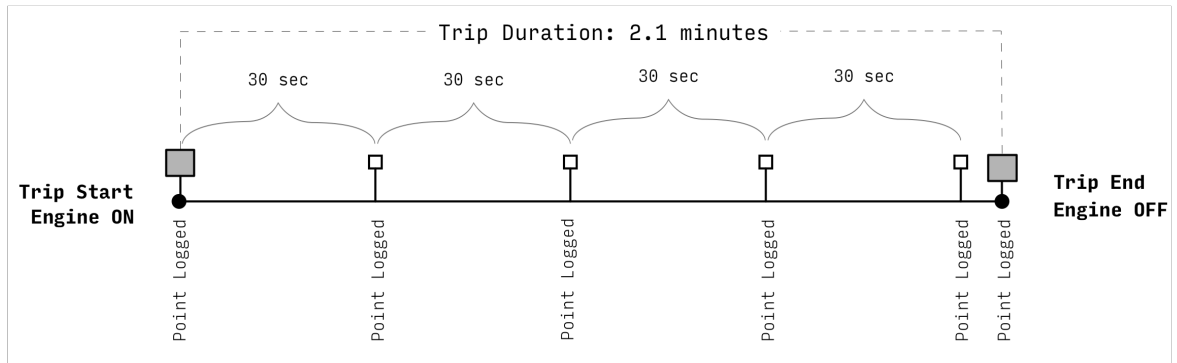 Trip Duration: 2.1 minutes
30 sec
30 sec
30 sec
30 sec
Trip Start
Engine ON
Trip End
Engine OFF
Point Logged
Point Logged
Point Logged
Point Logged
Point Logged
Point Logged